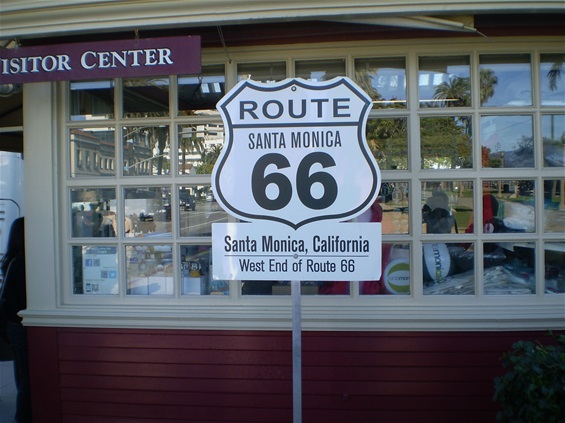 ISITOR CENTER
ROUTE
SANTA MONICA
66
Santa Monica, California
West End of Route 66